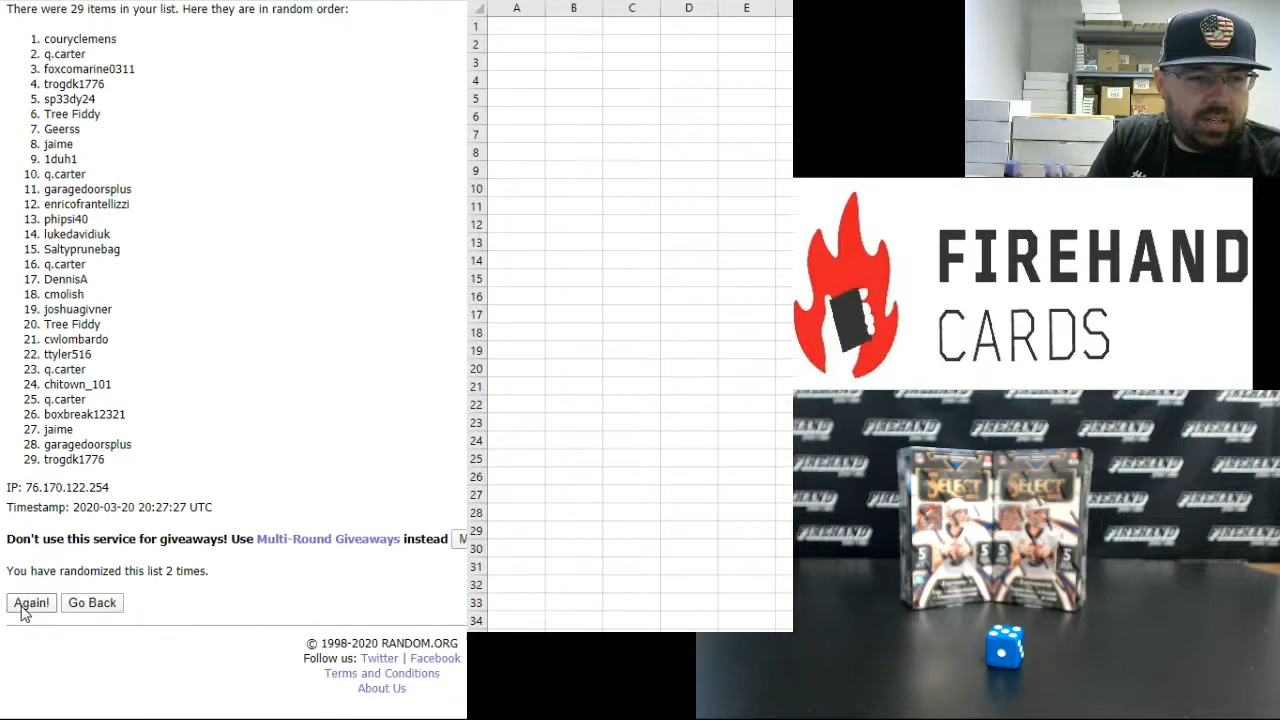 There were 29 items in your list. Here they are in random order:
1. couryclemens
2. q.carter
3. foxcomarine0311
4. trogdk1776
5. sp33dy24
6. Tree Fiddy
7. Geerss
8. jaime
9. 1duh1
10. q.carter
11. garagedoorsplus
12. enricofrantellizzi
13. phipsi40
14. lukedavidiuk
15. Saltyprunebag
16. q.carter
17. DennisA
18. cmolish
19. joshuagivner
20. Tree Fiddy
21. cwlombardo
22. ttyler516
23. q.carter
24. chitown_101
25. q.carter
26. boxbreak12321
27. jaime
28. garagedoorsplus
29. trogdk1776
IP: 76.170.122.254
Timestamp: 2020-03-20 20:27:27 UTC
Don't use this service for giveaways! Use Multi-Round Giveaways instead M
You have randomized this list 2 times.
Again! Go Back
© 1998-2020 RANDOM.ORG
Follow us: Twitter | Facebook
Terms and Conditions
About Us
A B C D E
1
2
3
4
5
6
7
8
9
10
11
12
13
14
15
16
17
18
19
20
21
22
23
24
25
26
27
28
29
30
31
32
33
34
FIREHAND
CARDS
FIREHAND FIREHAND FIREHAND
SELECT SELECT
5 5 5